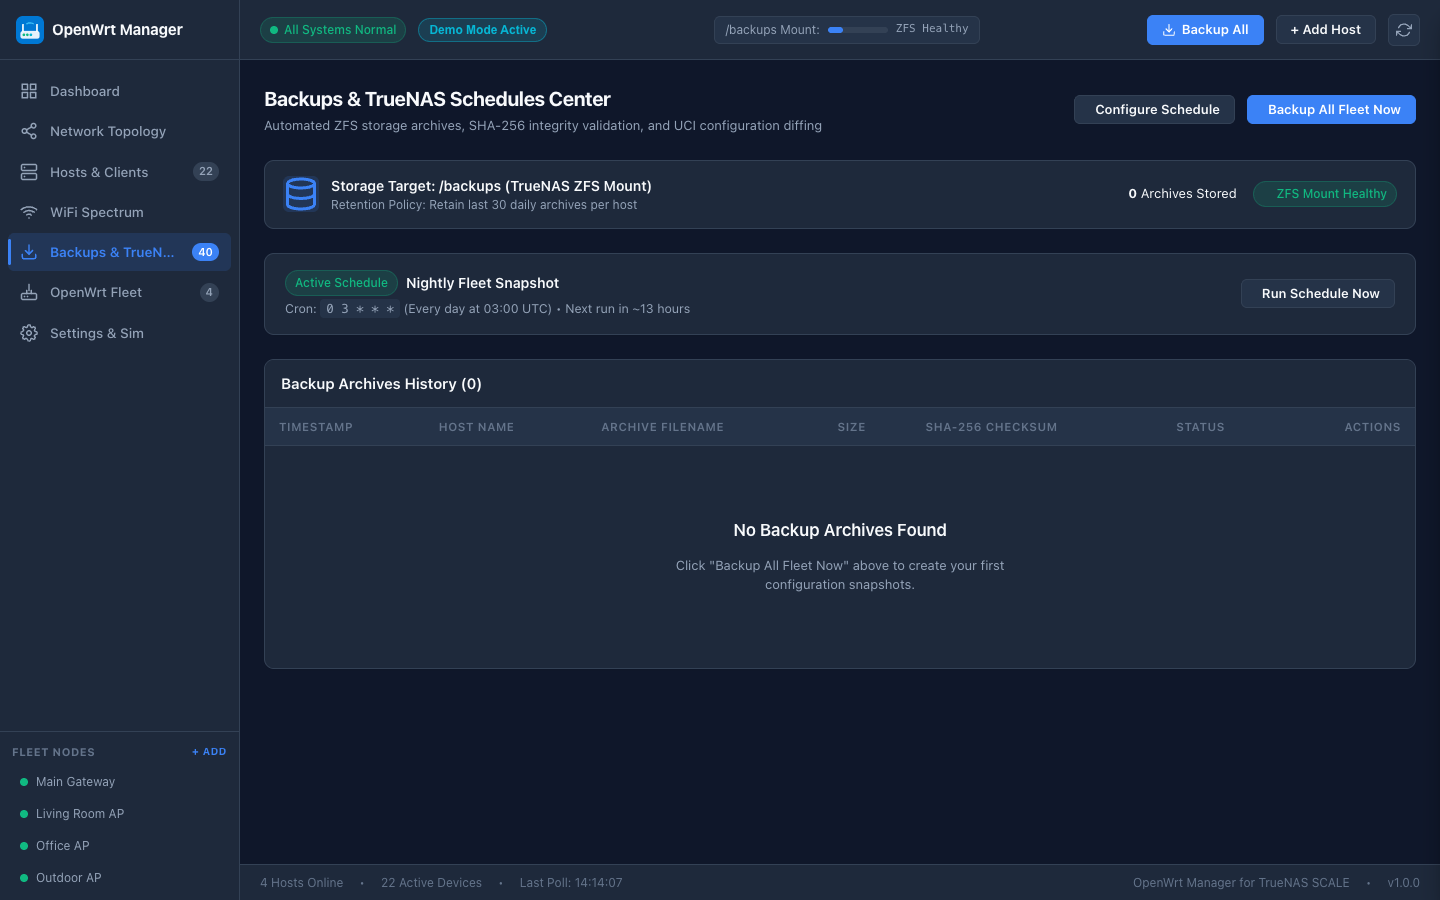 OpenWrt Manager
All Systems Normal
Demo Mode Active
/backups Mount:
ZFS Healthy
Backup All
+ Add Host
Dashboard
Network Topology
Hosts & Clients
22
WiFi Spectrum
Backups & TrueN...
40
OpenWrt Fleet
4
Settings & Sim
Backups & TrueNAS Schedules Center
Automated ZFS storage archives, SHA-256 integrity validation, and UCI configuration diffing
Configure Schedule
Backup All Fleet Now
Storage Target: /backups (TrueNAS ZFS Mount)
Retention Policy: Retain last 30 daily archives per host
0 Archives Stored
ZFS Mount Healthy
Active Schedule
Nightly Fleet Snapshot
Cron: 0 3 * * * (Every day at 03:00 UTC) • Next run in ~13 hours
Run Schedule Now
Backup Archives History (0)
TIMESTAMP
HOST NAME
ARCHIVE FILENAME
SIZE
SHA-256 CHECKSUM
STATUS
ACTIONS
No Backup Archives Found
Click "Backup All Fleet Now" above to create your first
configuration snapshots.
FLEET NODES
+ ADD
Main Gateway
Living Room AP
Office AP
Outdoor AP
4 Hosts Online • 22 Active Devices • Last Poll: 14:14:07
OpenWrt Manager for TrueNAS SCALE • v1.0.0